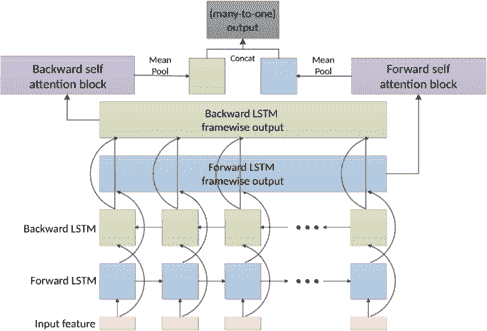 (many-to-one)
output
Backward self
attention block
Mean
Pool
Concat
Mean
Pool
Forward self
attention block
Backward LSTM
framewise output
Forward LSTM
framewise output
Backward LSTM
Forward LSTM
Input feature